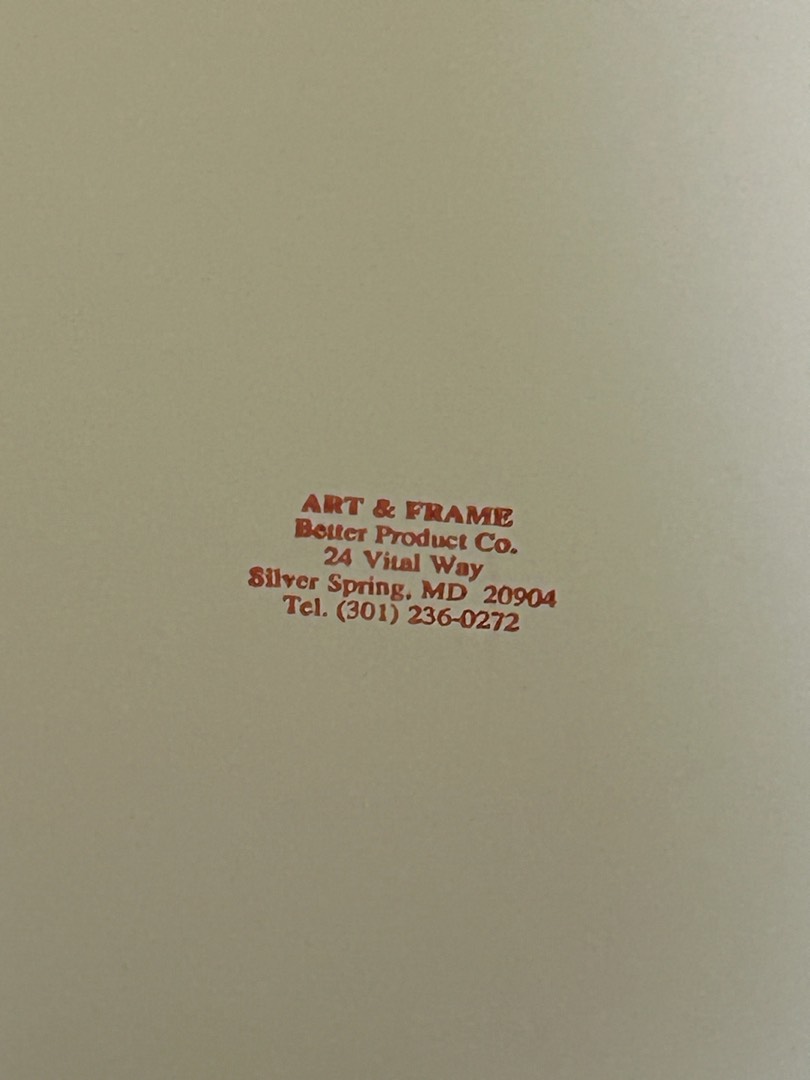 ART & FRAME
Better Product Co.
24 Vital Way
Silver Spring, MD 20904
Tel. (301) 236-0272